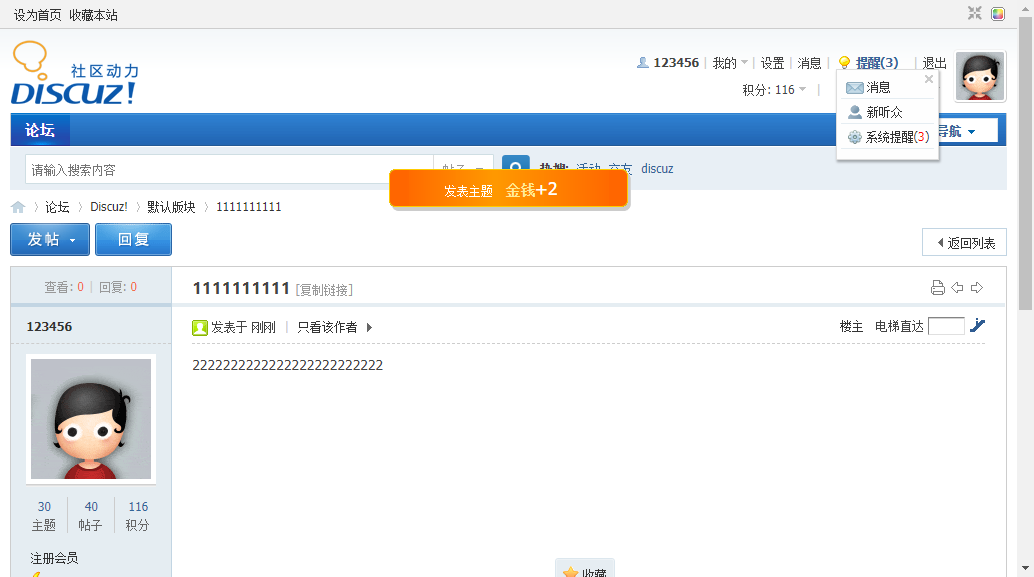 设为首页 收藏本站
社区动力
DISCUZ!
123456 我的 设置 消息 提醒(3) 退出
积分: 116
消息
新听众
系统提醒(3)
论坛
导航
请输入搜索内容 帖子 热搜: 活动 交友 discuz
发表主题 金钱+2
论坛 Discuz! 默认版块 1111111111
发帖 回复
返回列表
查看: 0 回复: 0
1111111111 [复制链接]
123456
发表于 刚刚 只看该作者
楼主 电梯直达
2222222222222222222222222
30 40 116
主题 帖子 积分
注册会员
收藏